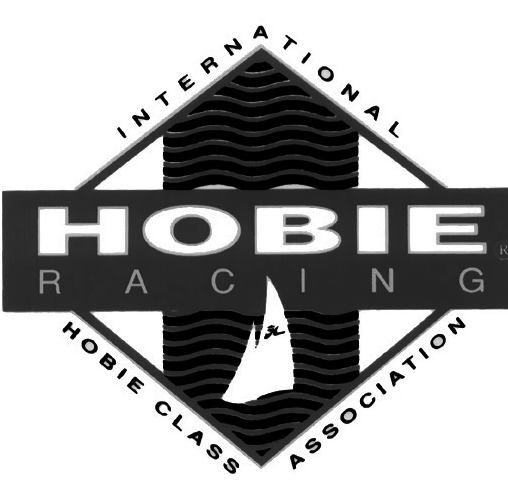 INTERNATIONAL
HOBIE
RACING
HOBIE CLASS
ASSOCIATION